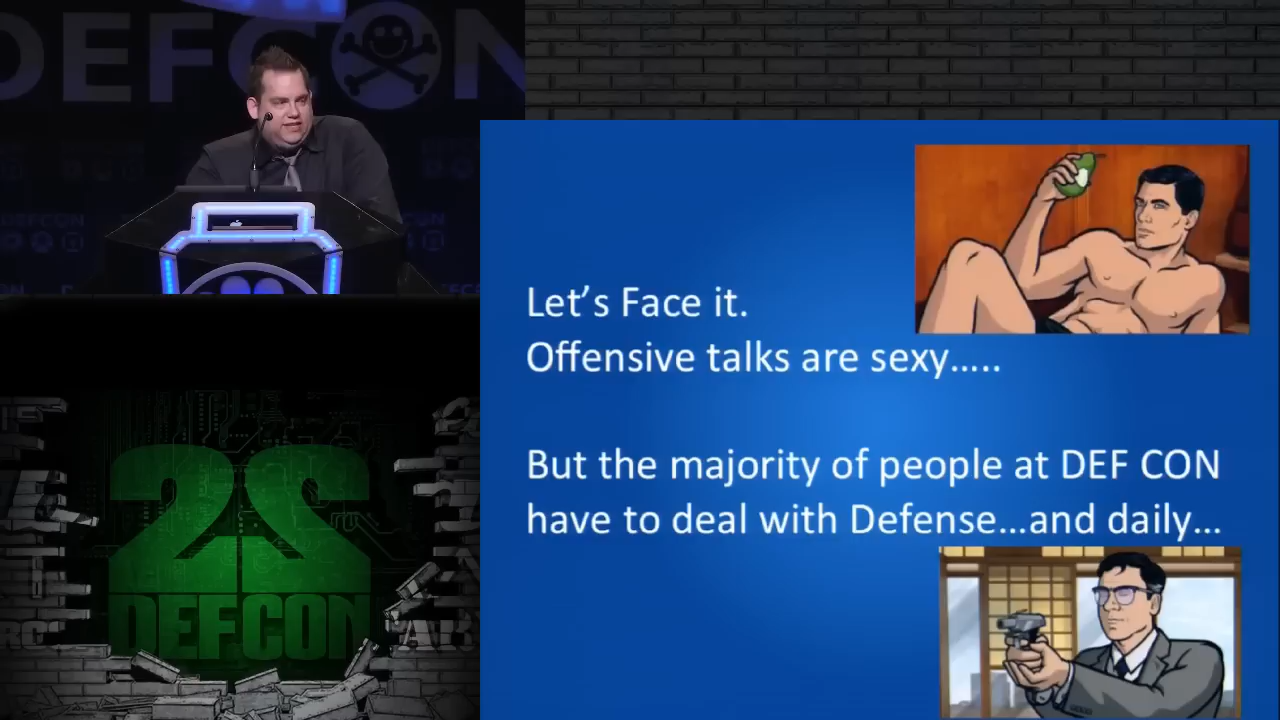 DEFCON
Let's Face it.
Offensive talks are sexy.....
But the majority of people at DEF CON
have to deal with Defense...and daily...
22
DEFCON